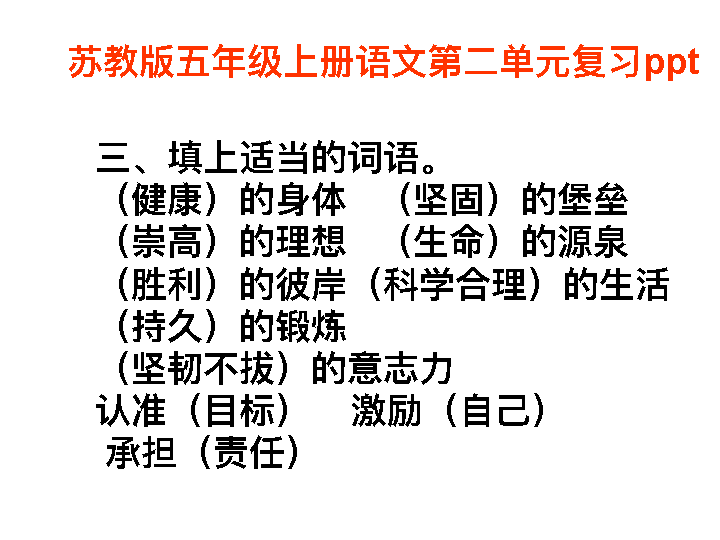 苏教版五年级上册语文第二单元复习ppt
三、填上适当的词语。
（健康）的身体　（坚固）的堡垒
（崇高）的理想　（生命）的源泉
（胜利）的彼岸（科学合理）的生活
（持久）的锻炼
（坚韧不拔）的意志力
认准（目标）　激励（自己）
承担（责任）